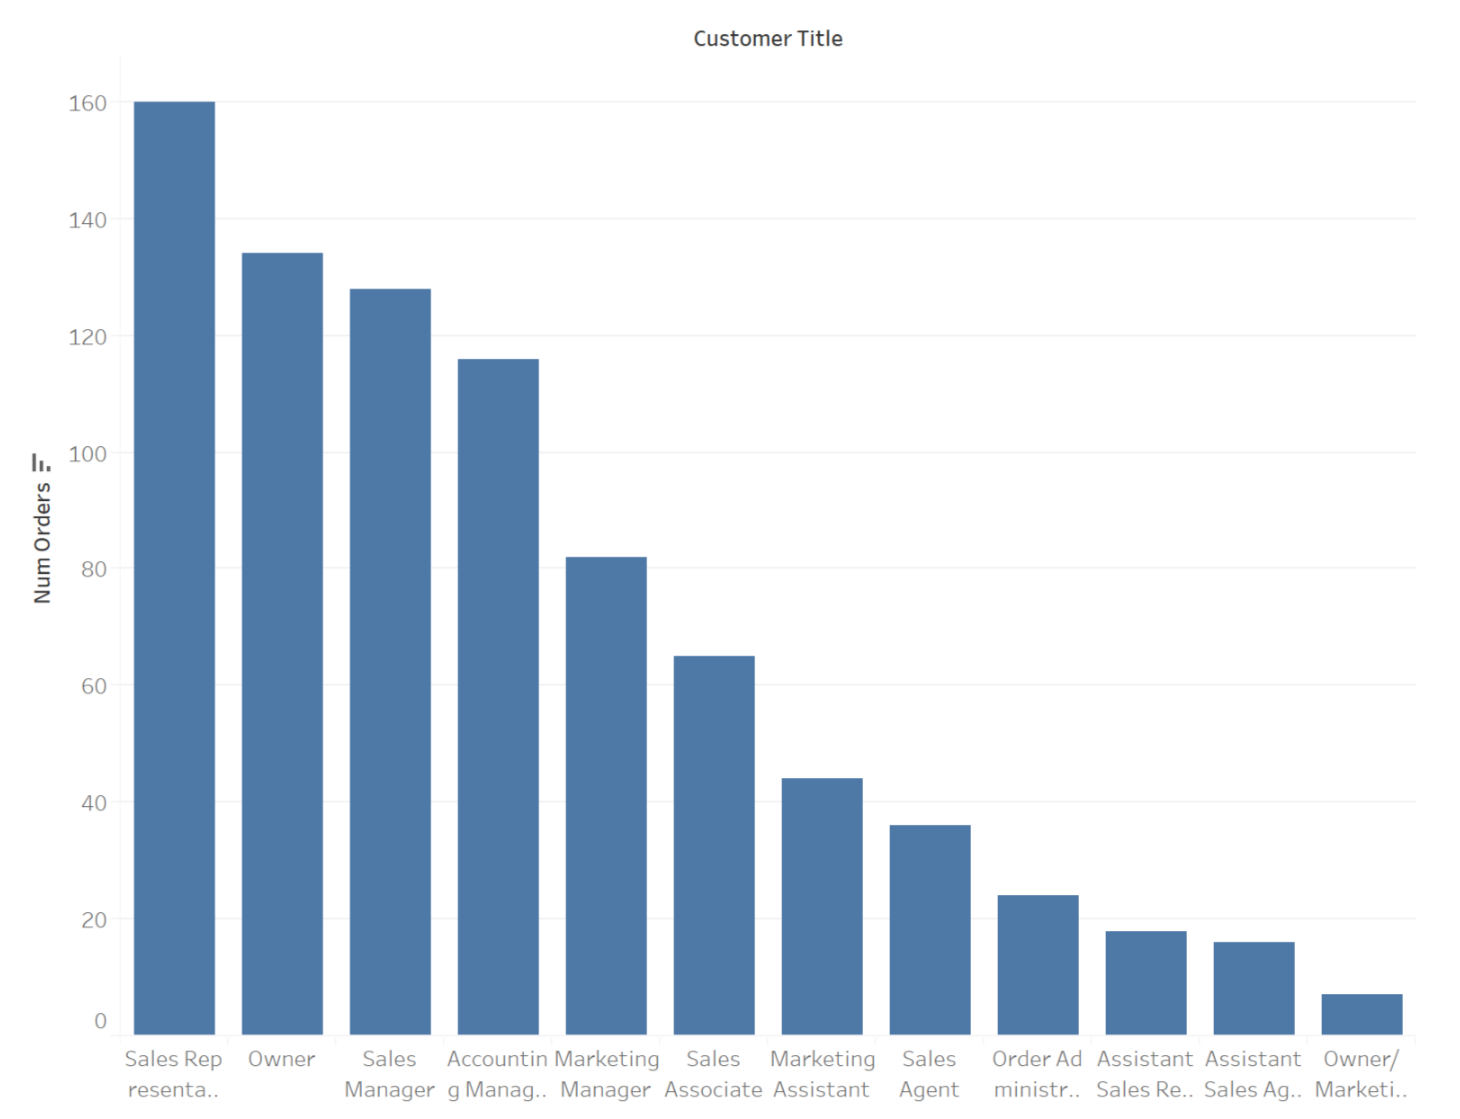 Customer Title
160
140
120
100
80
60
40
20
0
Num Orders
Sales Rep
resenta..
Owner
Sales
Manager
Accountin
g Manag..
Marketing
Manager
Sales
Associate
Marketing
Assistant
Sales
Agent
Order Ad
ministr..
Assistant
Sales Re..
Assistant
Sales Ag..
Owner/
Marketi..